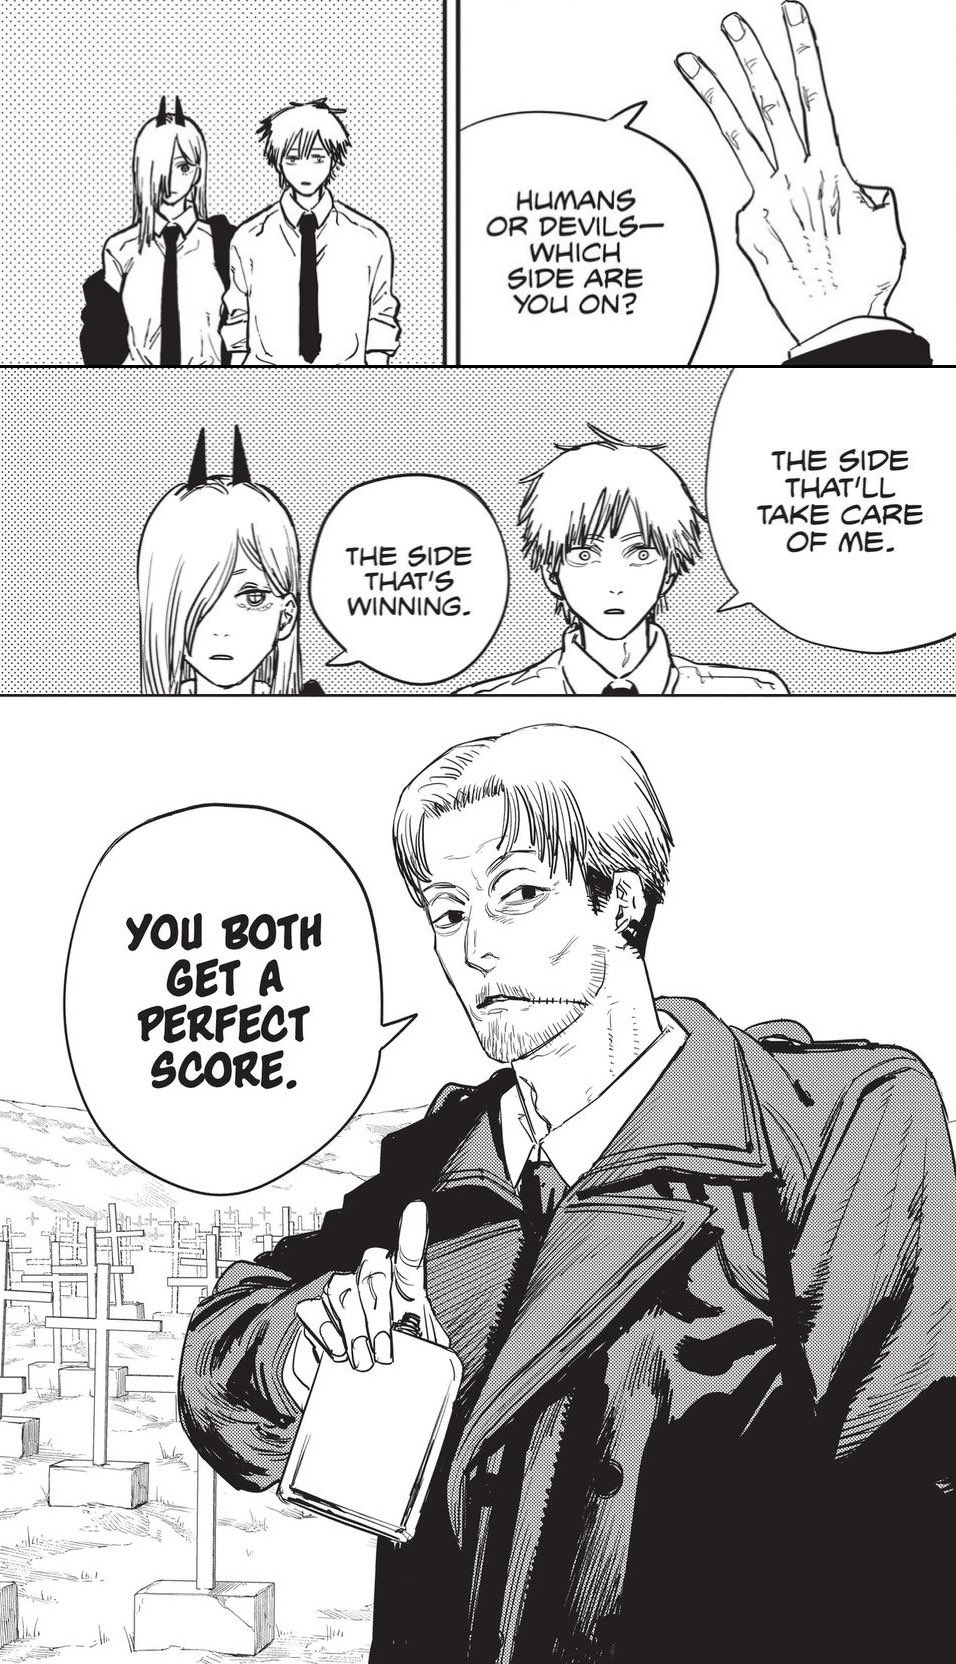 HUMANS
OR DEVILS—
WHICH
SIDE ARE
YOU ON?
THE SIDE
THAT'LL
TAKE CARE
OF ME.
THE SIDE
THAT'S
WINNING.
YOU BOTH
GET A
PERFECT
SCORE.